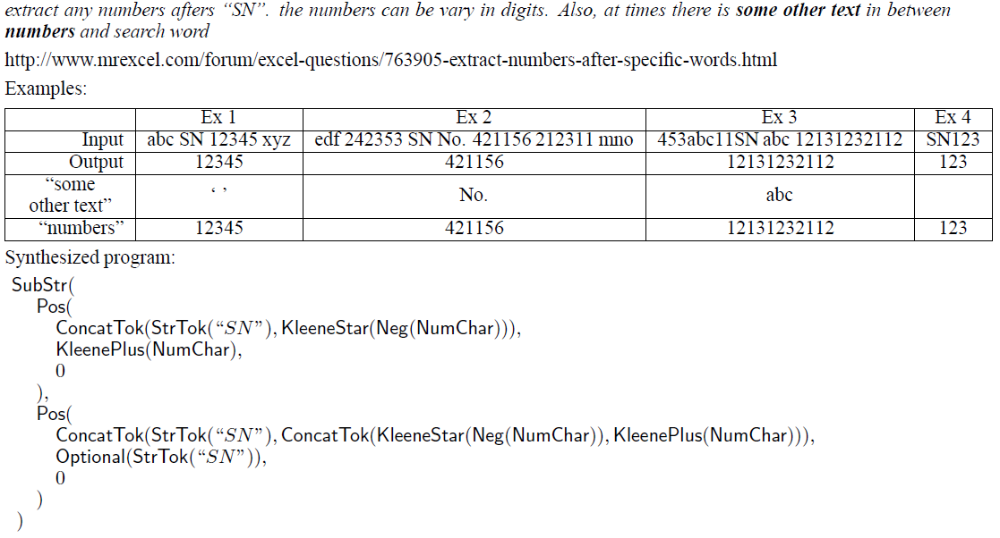 extract any numbers afters “SN”. the numbers can be vary in digits. Also, at times there is some other text in between
numbers and search word
http://www.mrexcel.com/forum/excel-questions/763905-extract-numbers-after-specific-words.html
Examples:
Ex 1 Ex 2 Ex 3 Ex 4
Input abc SN 12345 xyz edf 242353 SN No. 421156 212311 mno 453abc11SN abc 12131232112 SN123
Output 12345 421156 12131232112 123
“some
other text” ‘ ’ No. abc
“numbers” 12345 421156 12131232112 123
Synthesized program:
SubStr(
Pos(
ConcatTok(StrTok(“SN”), KleeneStar(Neg(NumChar))),
KleenePlus(NumChar),
0
),
Pos(
ConcatTok(StrTok(“SN”), ConcatTok(KleeneStar(Neg(NumChar)), KleenePlus(NumChar))),
Optional(StrTok(“SN”)),
0
)
)